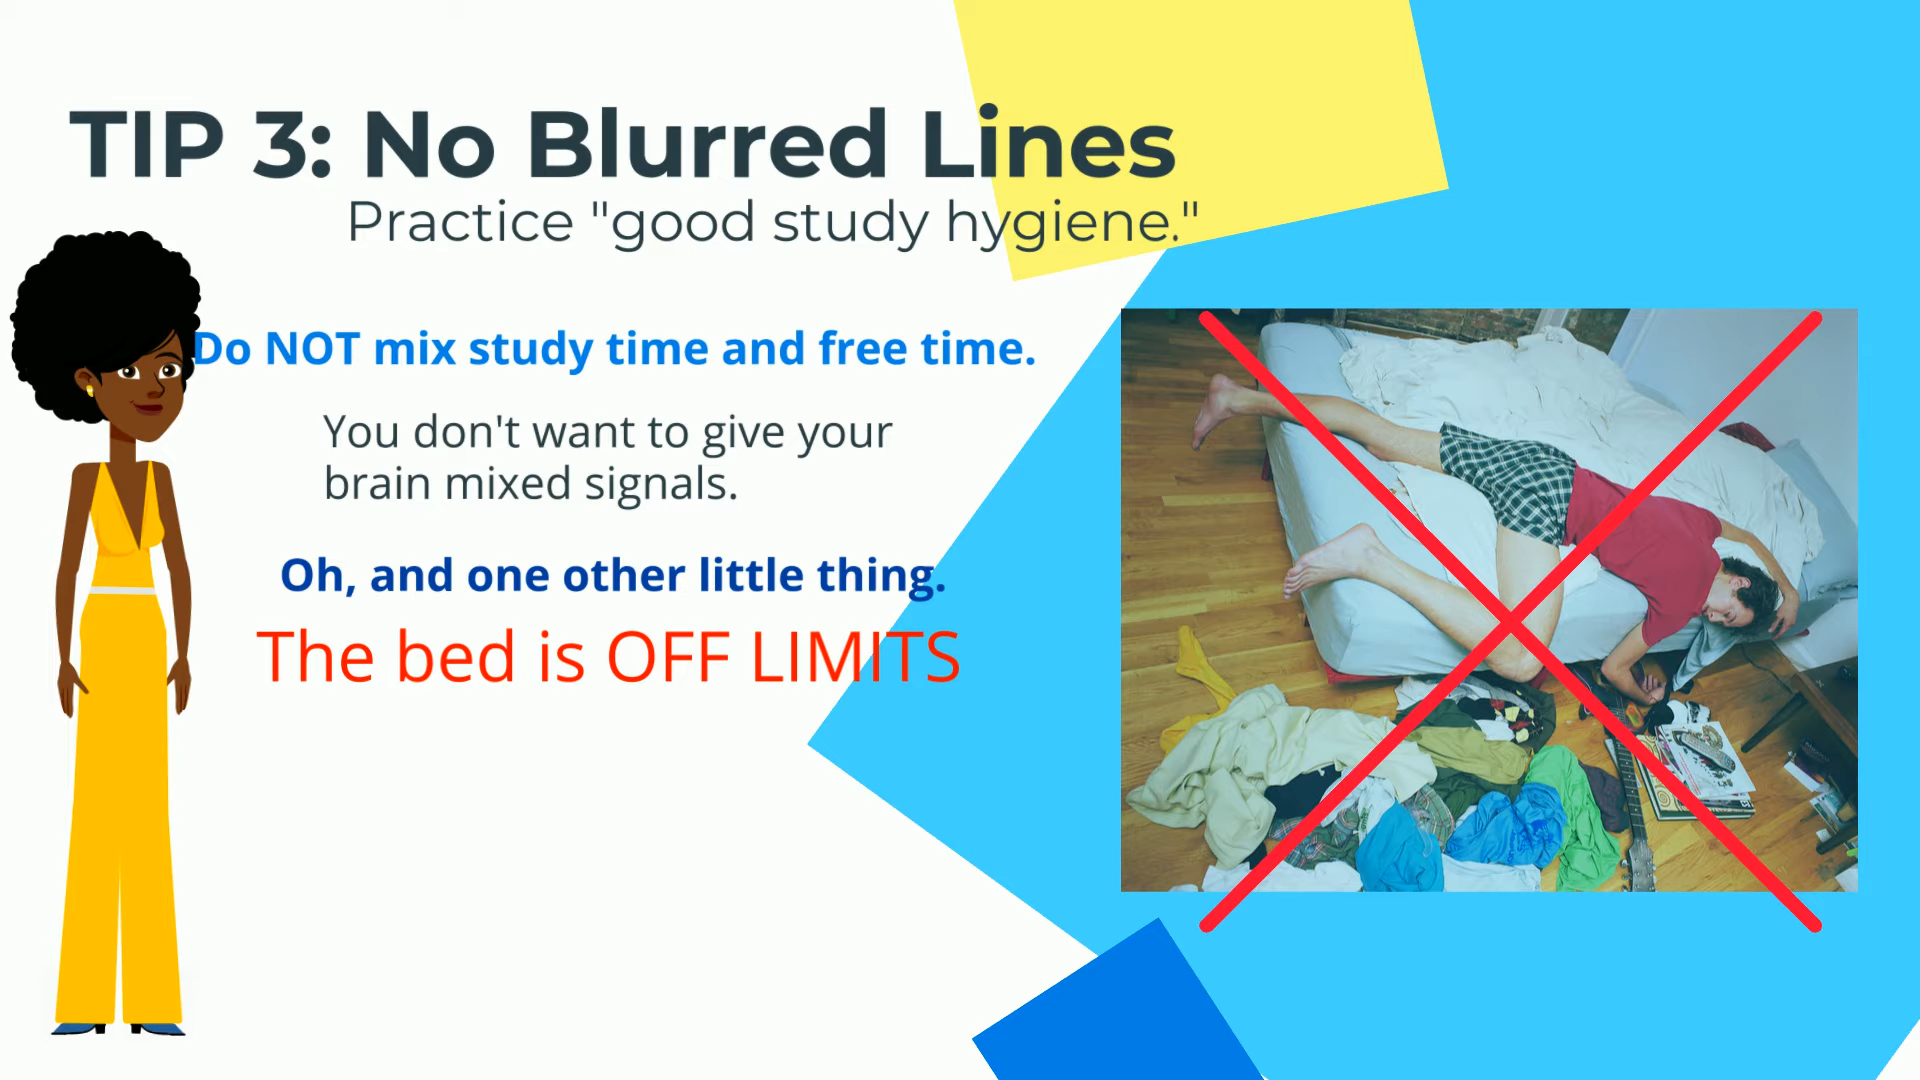 TIP 3: No Blurred Lines
Practice "good study hygiene."
Do NOT mix study time and free time.
You don't want to give your
brain mixed signals.
Oh, and one other little thing.
The bed is OFF LIMITS